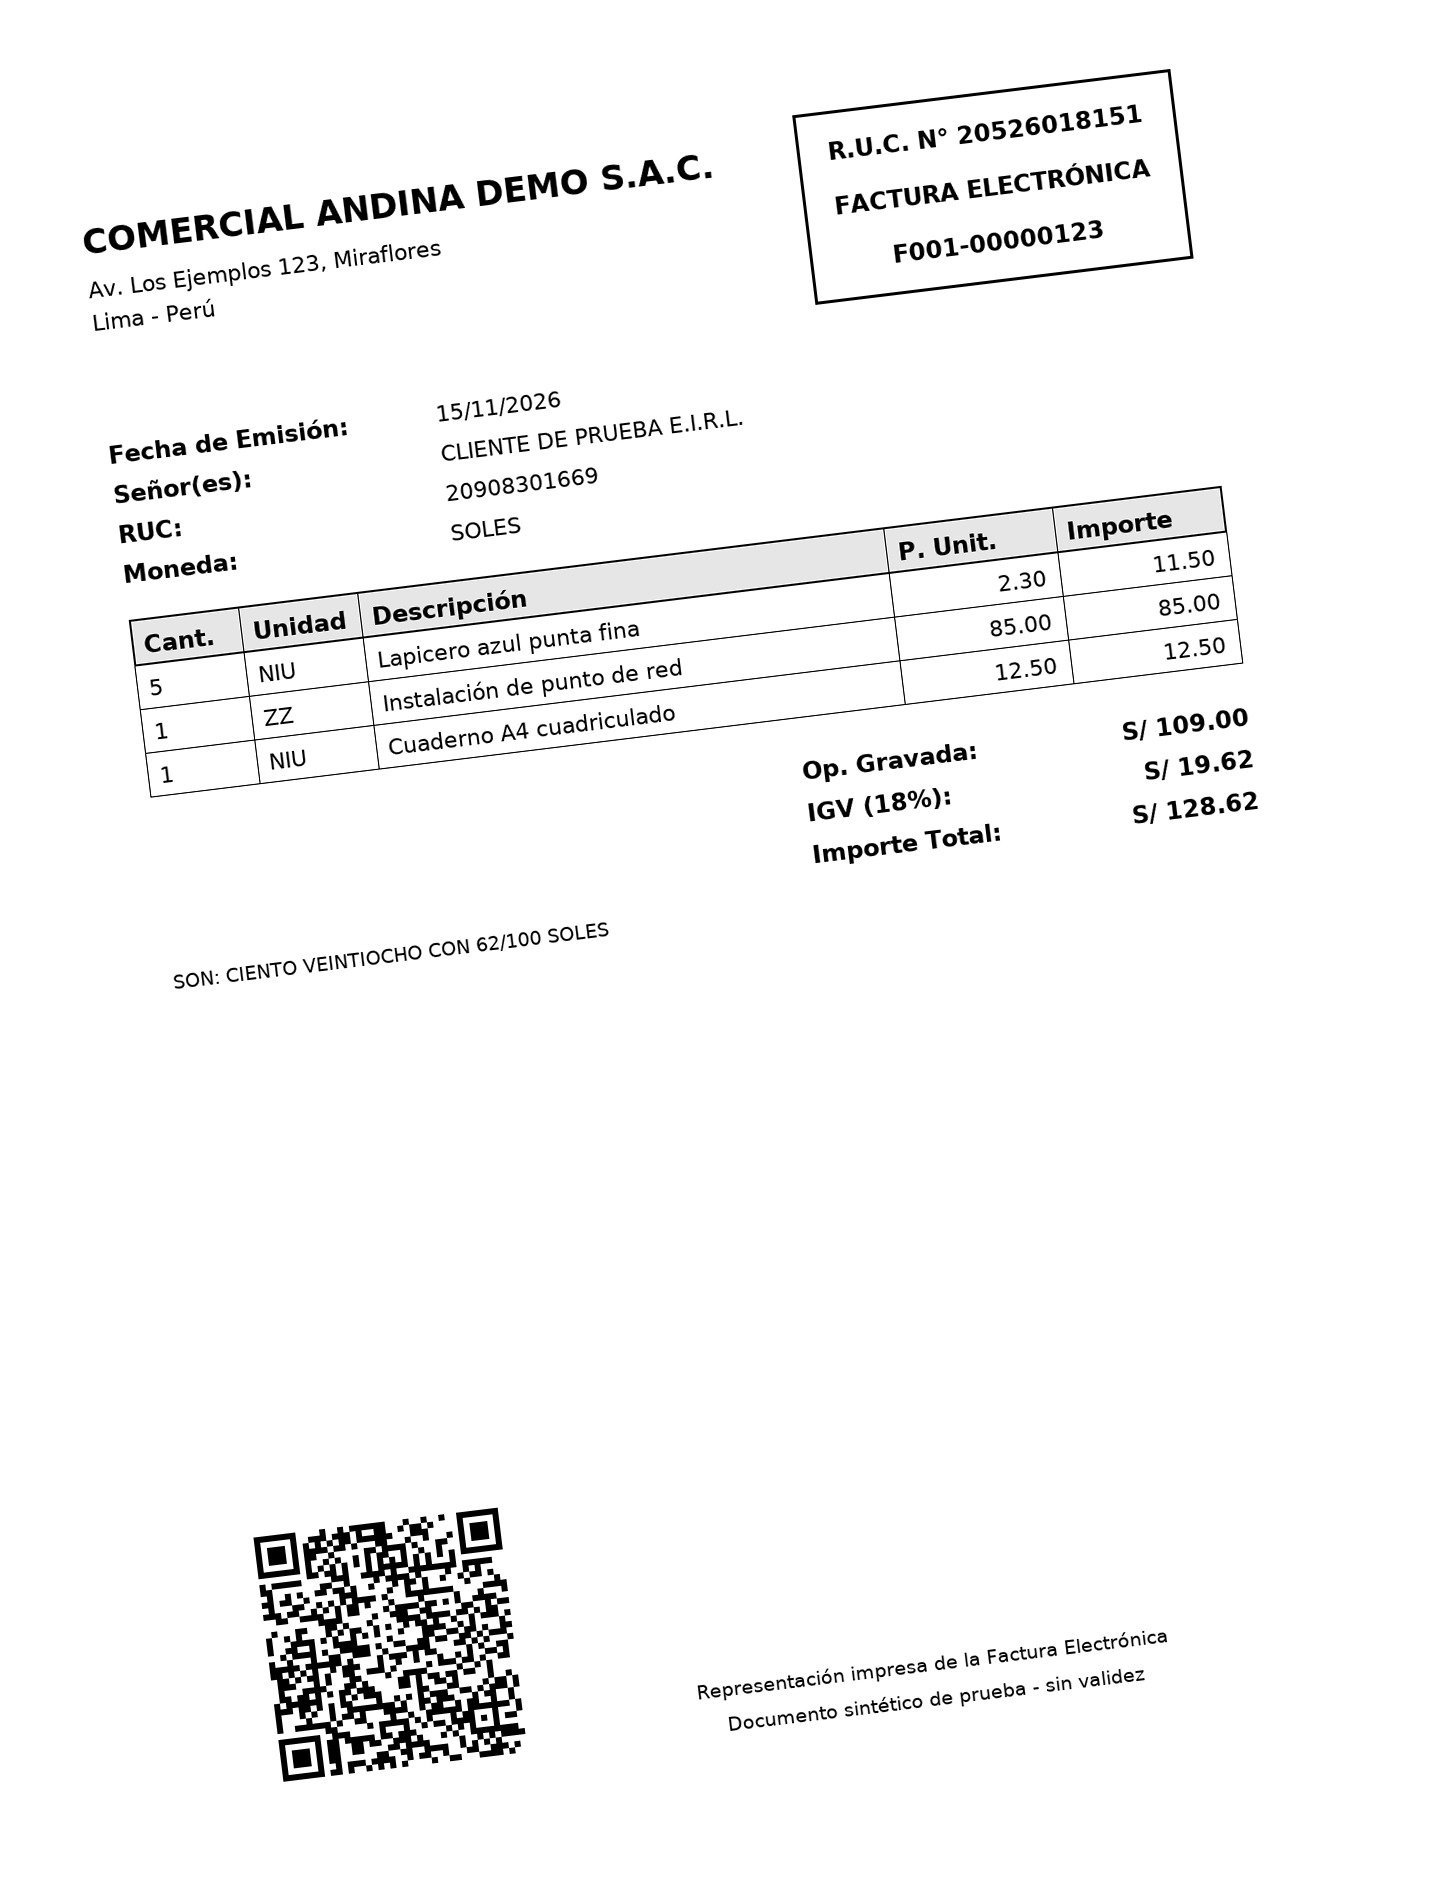 COMERCIAL ANDINA DEMO S.A.C.
Av. Los Ejemplos 123, Miraflores
Lima - Perú
R.U.C. N° 20526018151
FACTURA ELECTRÓNICA
F001-00000123
Fecha de Emisión: 15/11/2026
Señor(es): CLIENTE DE PRUEBA E.I.R.L.
RUC: 20908301669
Moneda: SOLES
Cant. Unidad Descripción P. Unit. Importe
5 NIU Lapicero azul punta fina 2.30 11.50
1 ZZ Instalación de punto de red 85.00 85.00
1 NIU Cuaderno A4 cuadriculado 12.50 12.50
Op. Gravada: S/ 109.00
IGV (18%): S/ 19.62
Importe Total: S/ 128.62
SON: CIENTO VEINTIOCHO CON 62/100 SOLES
Representación impresa de la Factura Electrónica
Documento sintético de prueba - sin validez